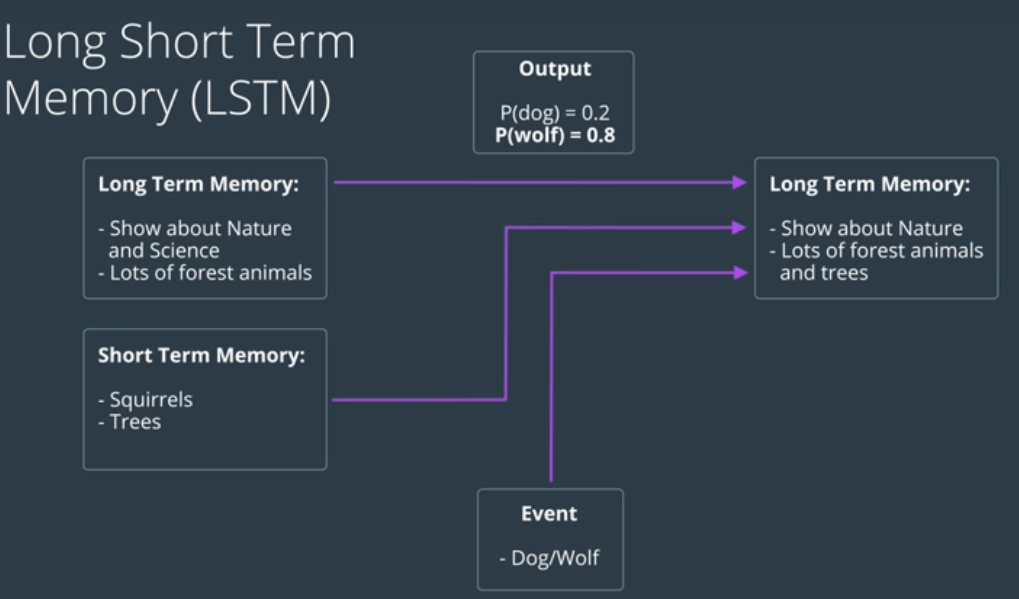 Long Short Term
Memory (LSTM)
Output
P(dog) = 0.2
P(wolf) = 0.8
Long Term Memory:
- Show about Nature
and Science
- Lots of forest animals
Long Term Memory:
- Show about Nature
- Lots of forest animals
and trees
Short Term Memory:
- Squirrels
- Trees
Event
- Dog/Wolf